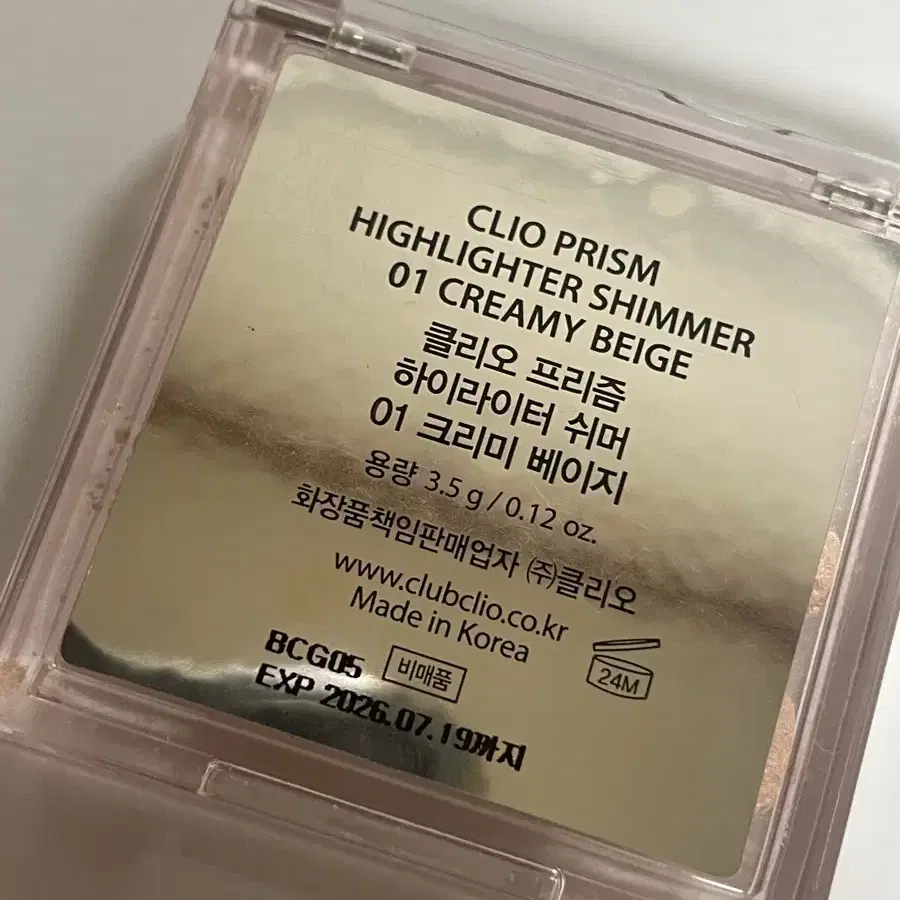 CLIO PRISM
HIGHLIGHTER SHIMMER
01 CREAMY BEIGE
클리오 프리즘
하이라이터 쉬머
01 크리미 베이지
용량 3.5 g / 0.12 oz.
화장품책임판매업자 ㈜클리오
www.clubclio.co.kr
Made in Korea
24M
BCG05 비매품
EXP 2026.07.19까지